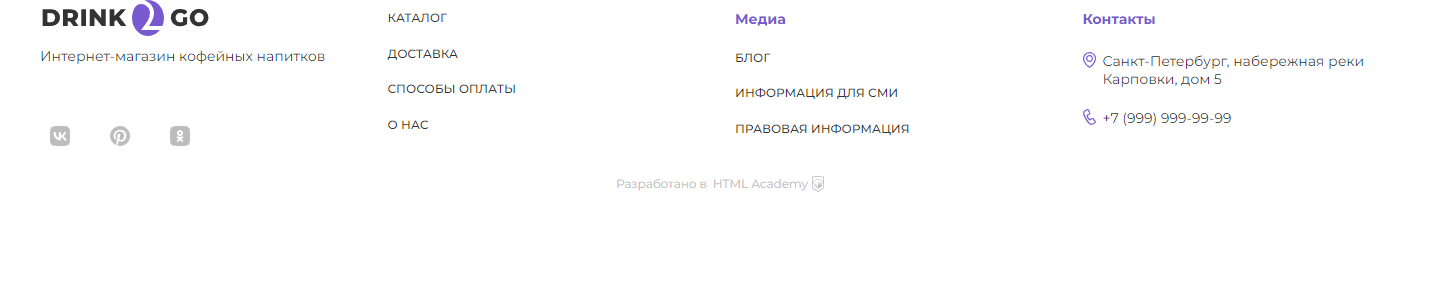 DRINK 2 GO
Интернет-магазин кофейных напитков
КАТАЛОГ
ДОСТАВКА
СПОСОБЫ ОПЛАТЫ
О НАС
Медиа
БЛОГ
ИНФОРМАЦИЯ ДЛЯ СМИ
ПРАВОВАЯ ИНФОРМАЦИЯ
Контакты
Санкт-Петербург, набережная реки
Карповки, дом 5
+7 (999) 999-99-99
Разработано в HTML Academy